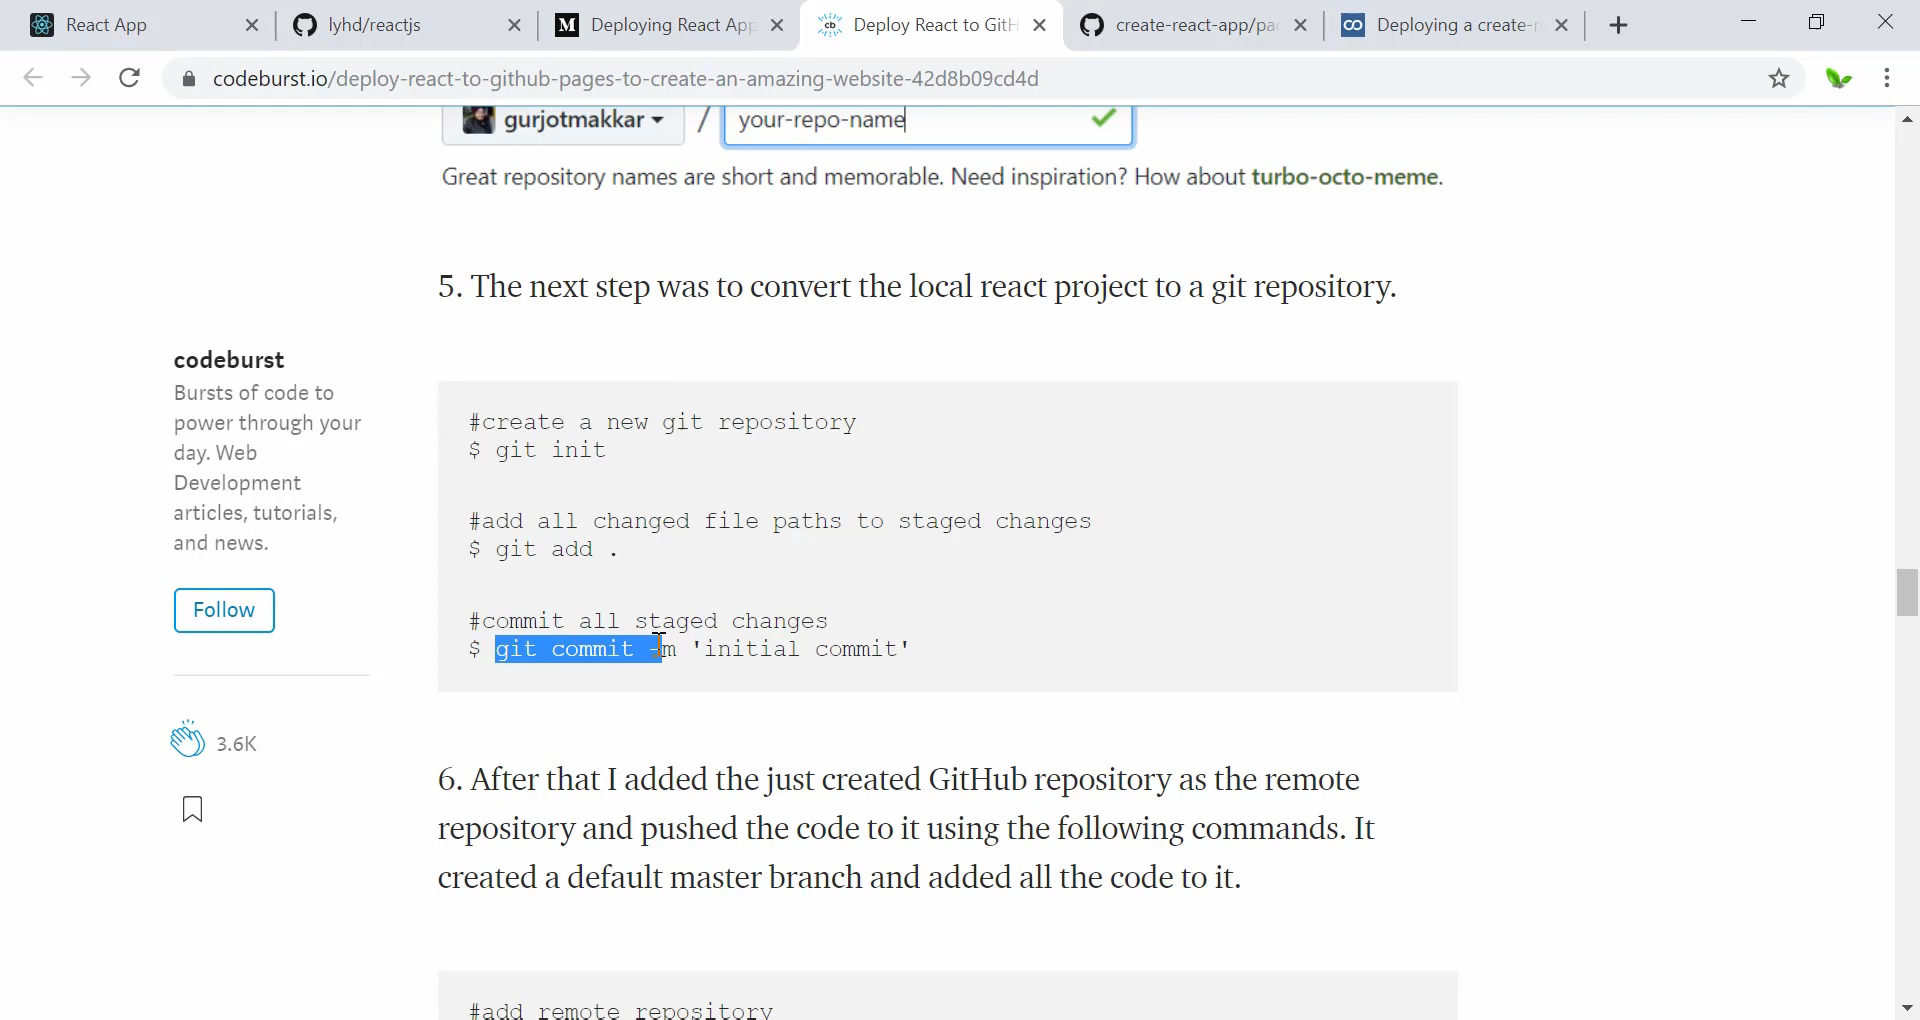 React App
lyhd/reactjs
Deploying React App
Deploy React to GitH
create-react-app/pac
Deploying a create-r
codeburst.io/deploy-react-to-github-pages-to-create-an-amazing-website-42d8b09cd4d
gurjotmakkar / your-repo-name
Great repository names are short and memorable. Need inspiration? How about turbo-octo-meme.
5. The next step was to convert the local react project to a git repository.
codeburst
Bursts of code to
power through your
day. Web
Development
articles, tutorials,
and news.
Follow
3.6K
#create a new git repository
$ git init
#add all changed file paths to staged changes
$ git add .
#commit all staged changes
$ git commit -m 'initial commit'
6. After that I added the just created GitHub repository as the remote
repository and pushed the code to it using the following commands. It
created a default master branch and added all the code to it.
#add remote repository